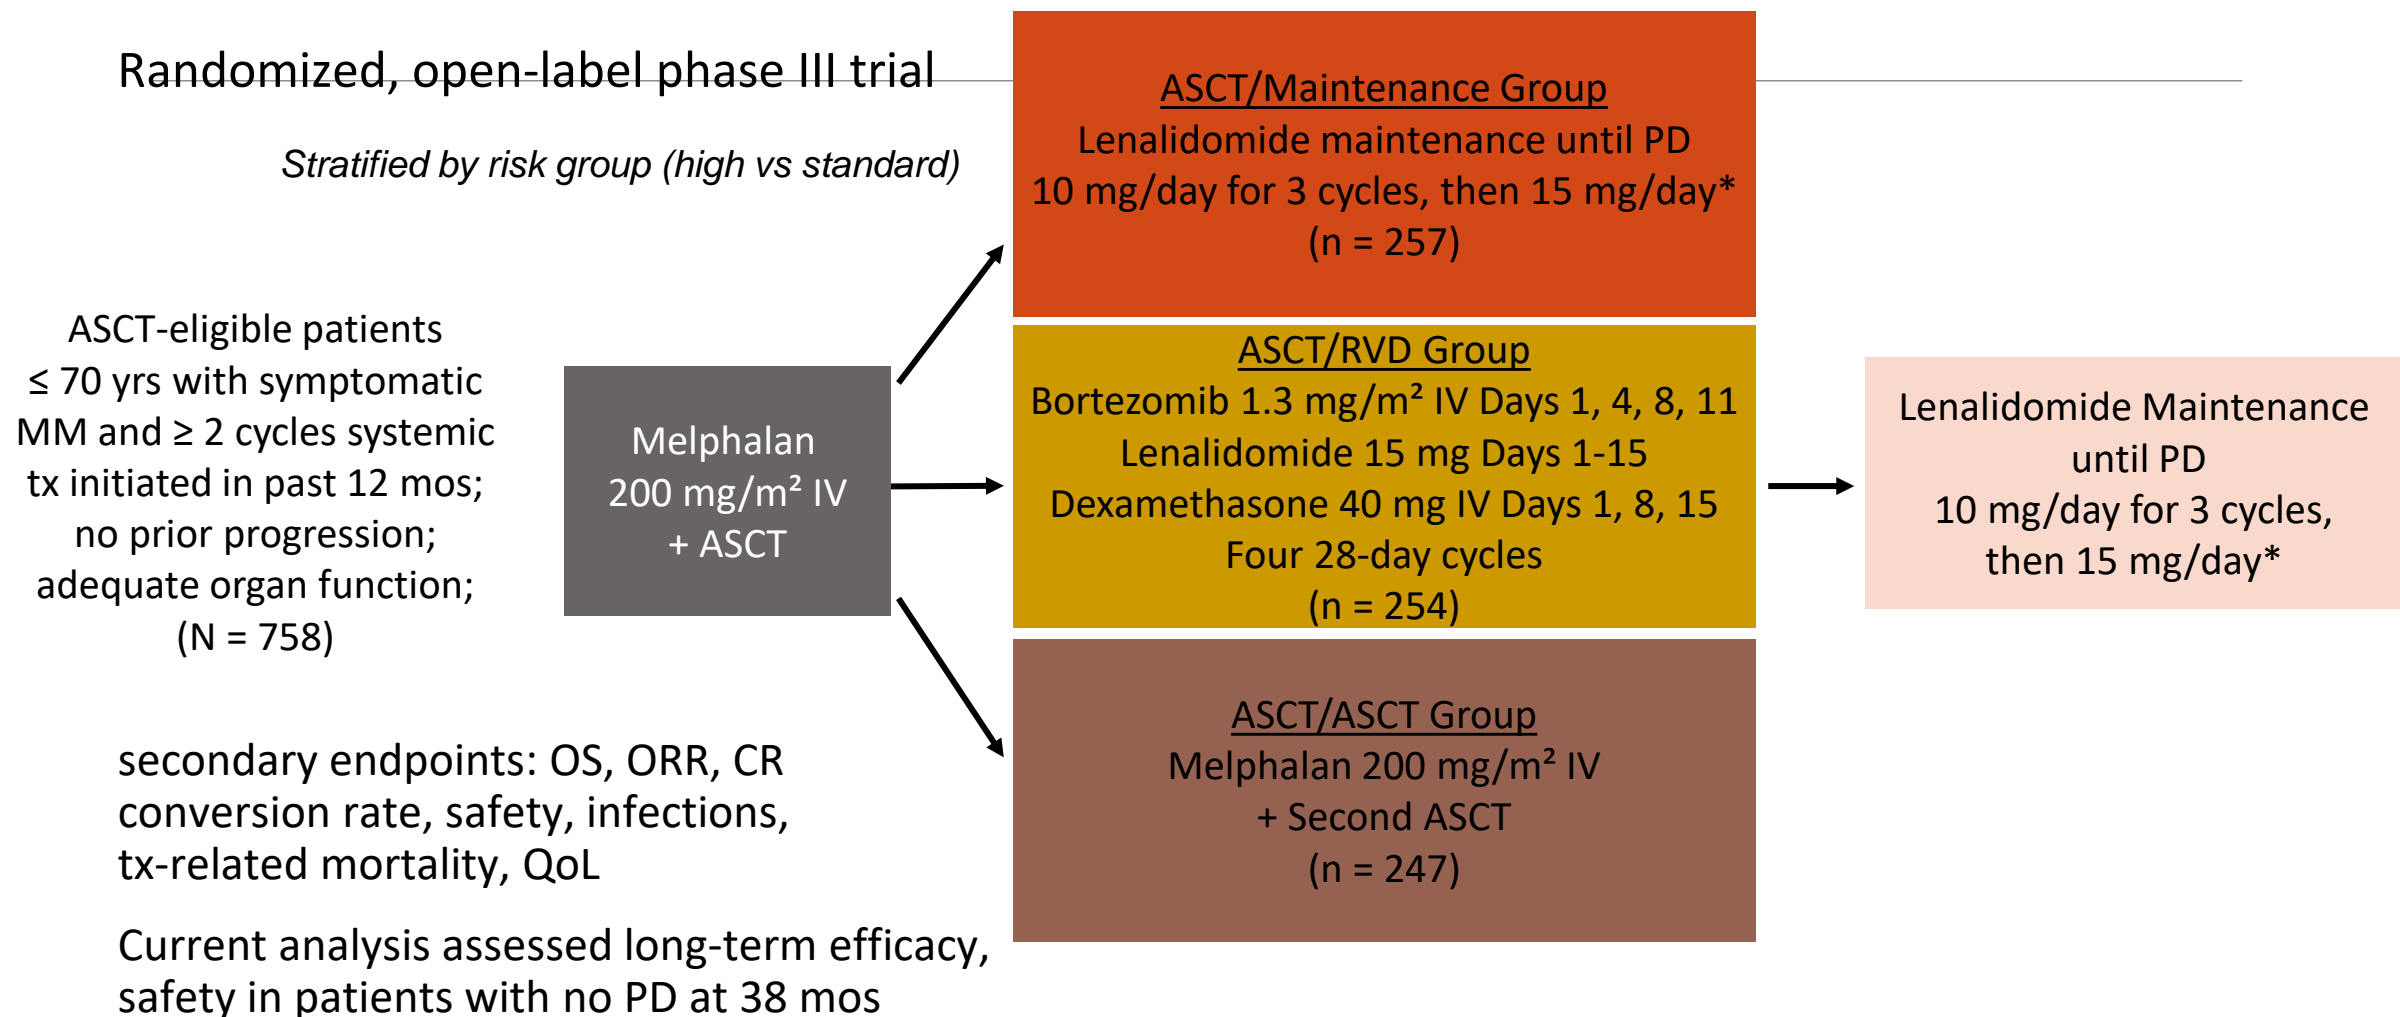 Randomized, open-label phase III trial
Stratified by risk group (high vs standard)
ASCT-eligible patients
≤ 70 yrs with symptomatic
MM and ≥ 2 cycles systemic
tx initiated in past 12 mos;
no prior progression;
adequate organ function;
(N = 758)
Melphalan
200 mg/m² IV
+ ASCT
ASCT/Maintenance Group
Lenalidomide maintenance until PD
10 mg/day for 3 cycles, then 15 mg/day*
(n = 257)
ASCT/RVD Group
Bortezomib 1.3 mg/m² IV Days 1, 4, 8, 11
Lenalidomide 15 mg Days 1-15
Dexamethasone 40 mg IV Days 1, 8, 15
Four 28-day cycles
(n = 254)
ASCT/ASCT Group
Melphalan 200 mg/m² IV
+ Second ASCT
(n = 247)
Lenalidomide Maintenance
until PD
10 mg/day for 3 cycles,
then 15 mg/day*
secondary endpoints: OS, ORR, CR
conversion rate, safety, infections,
tx-related mortality, QoL
Current analysis assessed long-term efficacy,
safety in patients with no PD at 38 mos